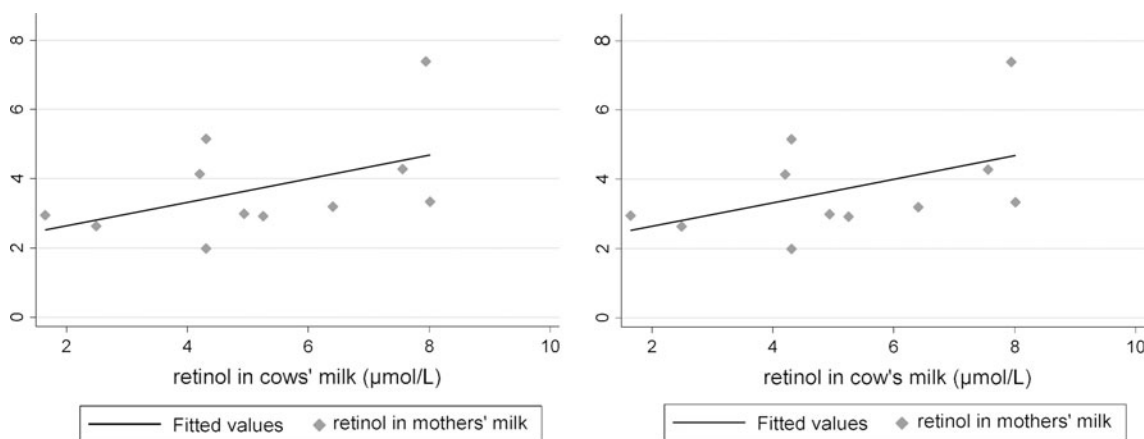 8
6
4
2
0
2 4 6 8 10
retinol in cows' milk (μmol/L)
Fitted values retinol in mothers' milk
8
6
4
2
0
2 4 6 8 10
retinol in cow's milk (μmol/L)
Fitted values retinol in mothers' milk